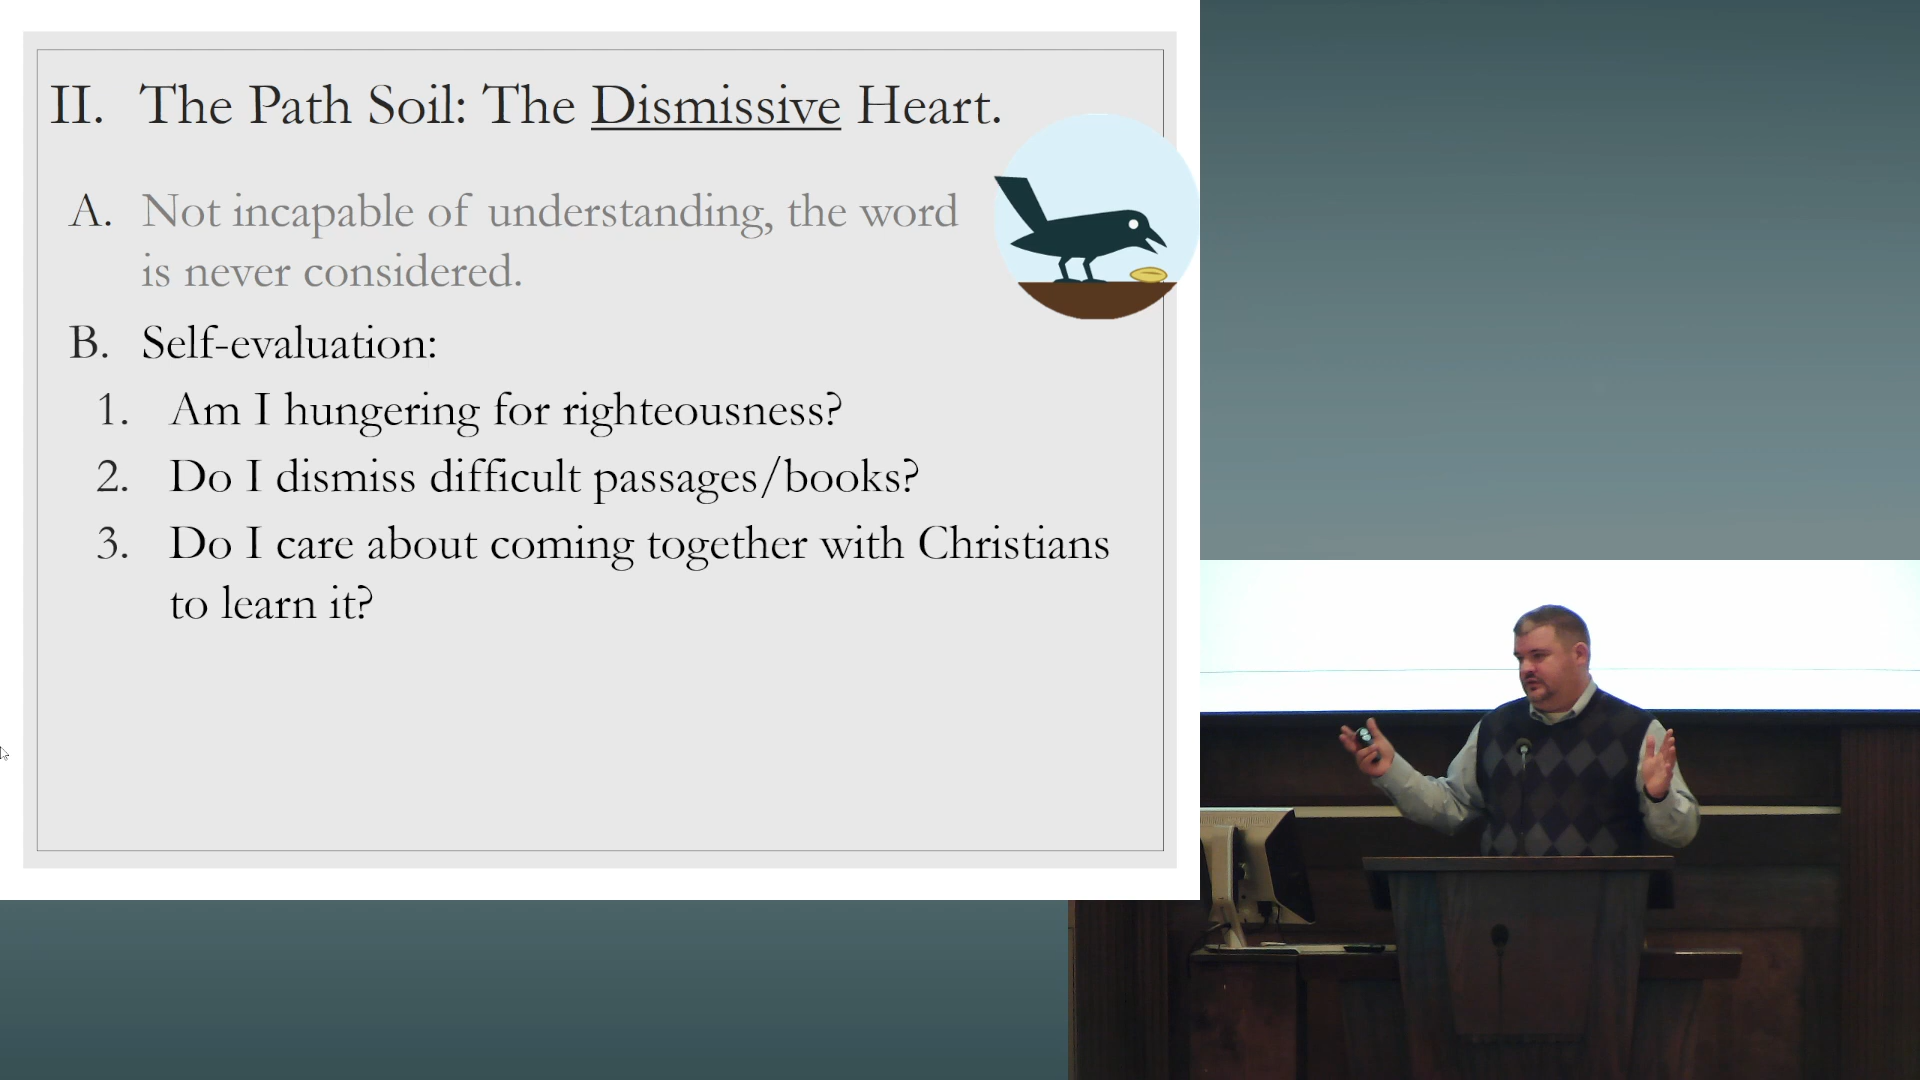 II. The Path Soil: The Dismissive Heart.
A. Not incapable of understanding, the word
is never considered.
B. Self-evaluation:
1. Am I hungering for righteousness?
2. Do I dismiss difficult passages/books?
3. Do I care about coming together with Christians
to learn it?